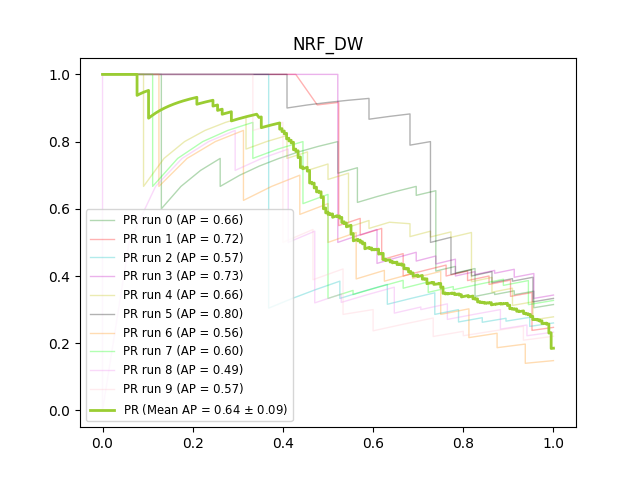 NRF_DW
1.0
0.8
0.6
0.4
0.2
0.0
PR run 0 (AP = 0.66)
PR run 1 (AP = 0.72)
PR run 2 (AP = 0.57)
PR run 3 (AP = 0.73)
PR run 4 (AP = 0.66)
PR run 5 (AP = 0.80)
PR run 6 (AP = 0.56)
PR run 7 (AP = 0.60)
PR run 8 (AP = 0.49)
PR run 9 (AP = 0.57)
PR (Mean AP = 0.64 ± 0.09)
0.0 0.2 0.4 0.6 0.8 1.0